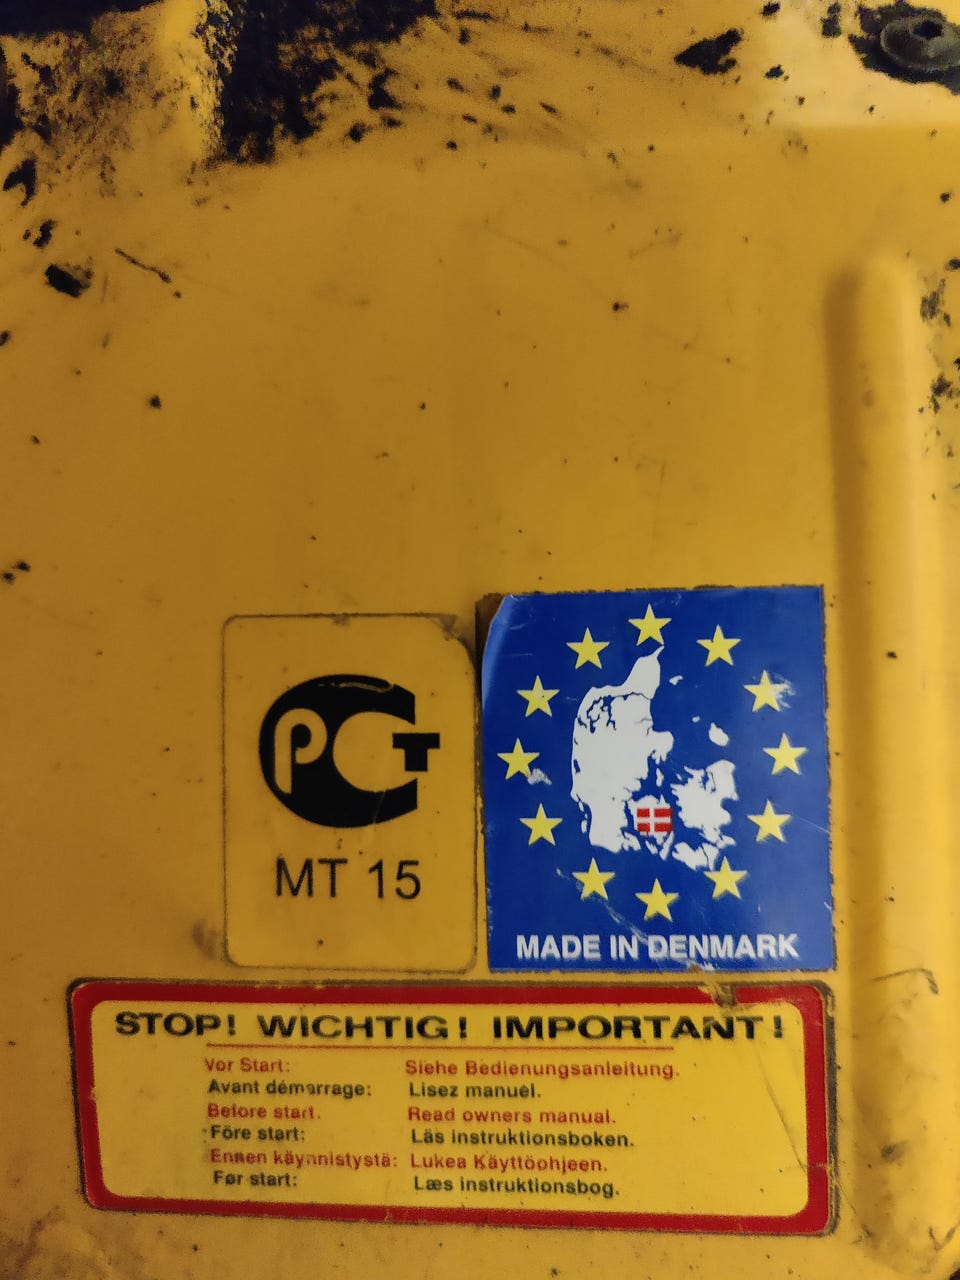 РСТ
MT 15
MADE IN DENMARK
STOP! WICHTIG! IMPORTANT!
Vor Start: Siehe Bedienungsanleitung.
Avant démarrage: Lisez manuel.
Before start. Read owners manual.
Före start: Läs instruktionsboken.
Ennen käynnistystä: Lukea Käyttöohjeen.
Før start: Læs instruktionsbog.